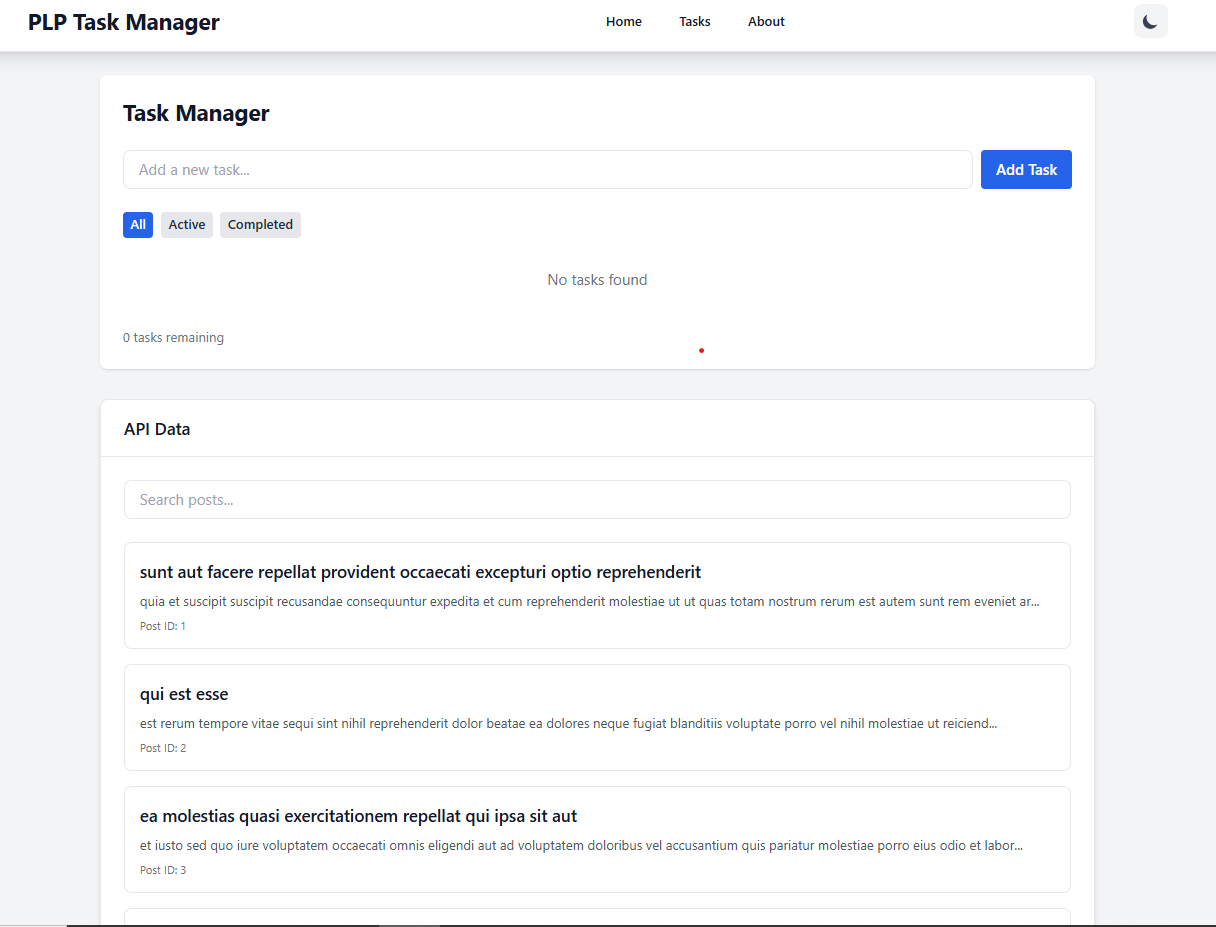 PLP Task Manager
Home Tasks About
Task Manager
Add a new task...
Add Task
All Active Completed
No tasks found
0 tasks remaining
API Data
Search posts...
sunt aut facere repellat provident occaecati excepturi optio reprehenderit
quia et suscipit suscipit recusandae consequuntur expedita et cum reprehenderit molestiae ut ut quas totam nostrum rerum est autem sunt rem eveniet ar...
Post ID: 1
qui est esse
est rerum tempore vitae sequi sint nihil reprehenderit dolor beatae ea dolores neque fugiat blanditiis voluptate porro vel nihil molestiae ut reiciend...
Post ID: 2
ea molestias quasi exercitationem repellat qui ipsa sit aut
et iusto sed quo iure voluptatem occaecati omnis eligendi aut ad voluptatem doloribus vel accusantium quis pariatur molestiae porro eius odio et labor...
Post ID: 3